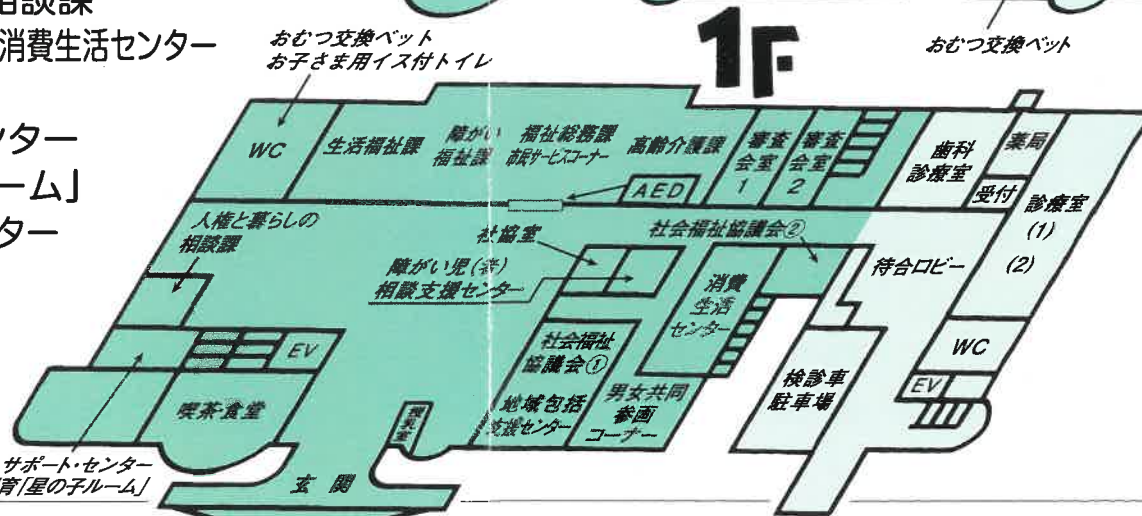 相談課
消費生活センター
ンター
ーム」
ター
1F
おむつ交換ベット
お子さま用イス付トイレ
おむつ交換ベット
WC
生活福祉課
障がい
福祉課
福祉総務課
市民サービスコーナー
高齢介護課
審査
会室
1
審査
会室
2
歯科
診療室
薬局
受付
診療室
(1)
(2)
AED
人権と暮らしの
相談課
社協室
障がい児(者)
相談支援センター
社会福祉協議会②
消費
生活
センター
待合ロビー
EV
喫茶・食堂
社会福祉
協議会①
地域包括
支援センター
男女共同
参画
コーナー
授乳室
検診車
駐車場
WC
EV
サポート・センター
育「星の子ルーム」
玄関